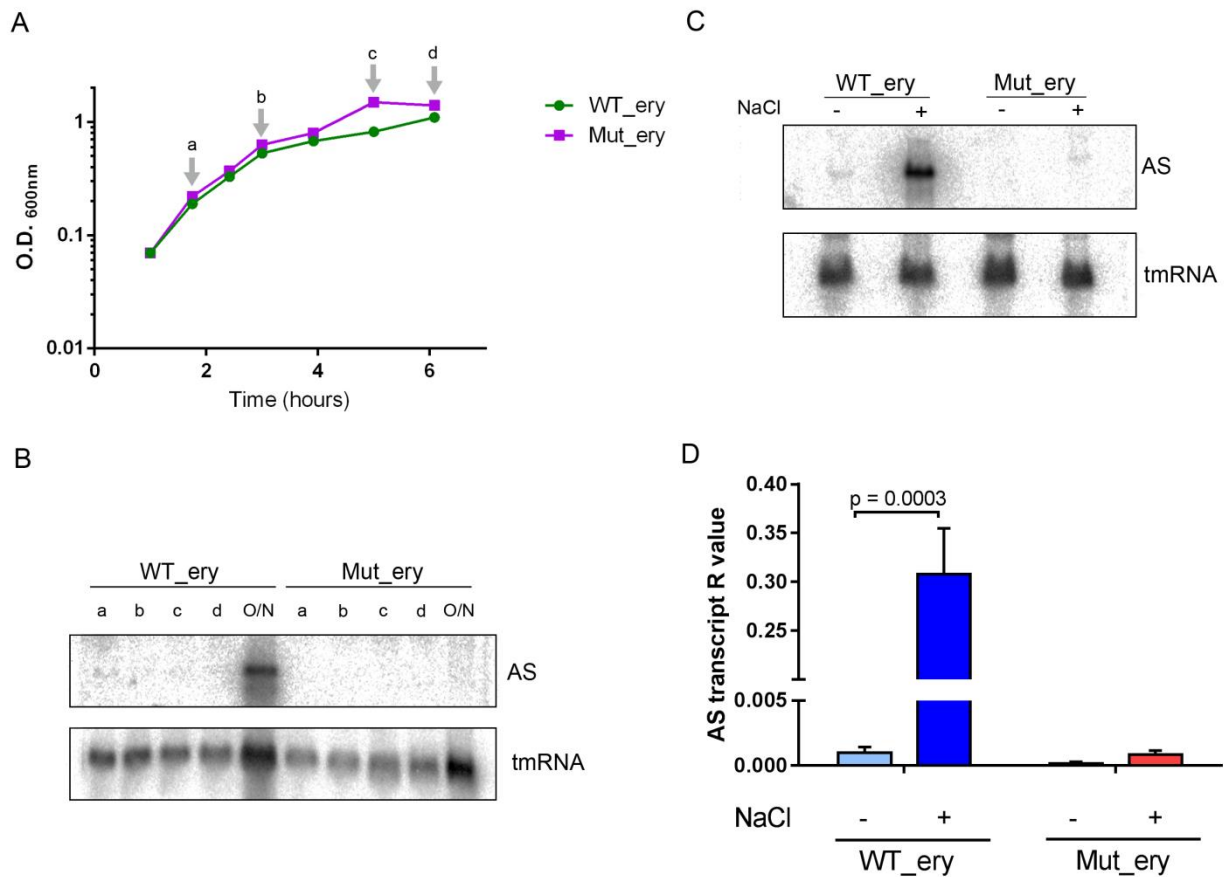 A
a
b
c
d
WT_ery
Mut_ery
1
0.1
0.01
O.D. 600nm
0
2
4
6
Time (hours)
B
WT_ery Mut_ery
a b c d O/N a b c d O/N
AS
tmRNA
C
WT_ery Mut_ery
NaCl - + - +
AS
tmRNA
D
AS transcript R value
0.40
0.35
0.30
0.25
0.005
0.000
p = 0.0003
NaCl - + - +
WT_ery Mut_ery